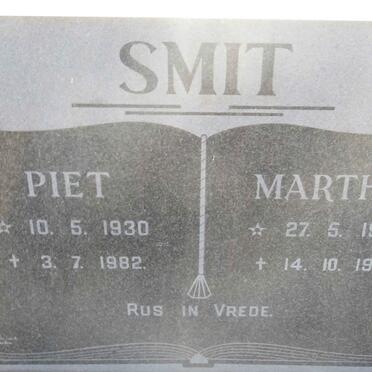 SMIT
PIET
☆ 10. 5. 1930
+ 3. 7. 1982.
MARTH
☆ 27. 5. 19
+ 14. 10. 19
RUS IN VREDE.